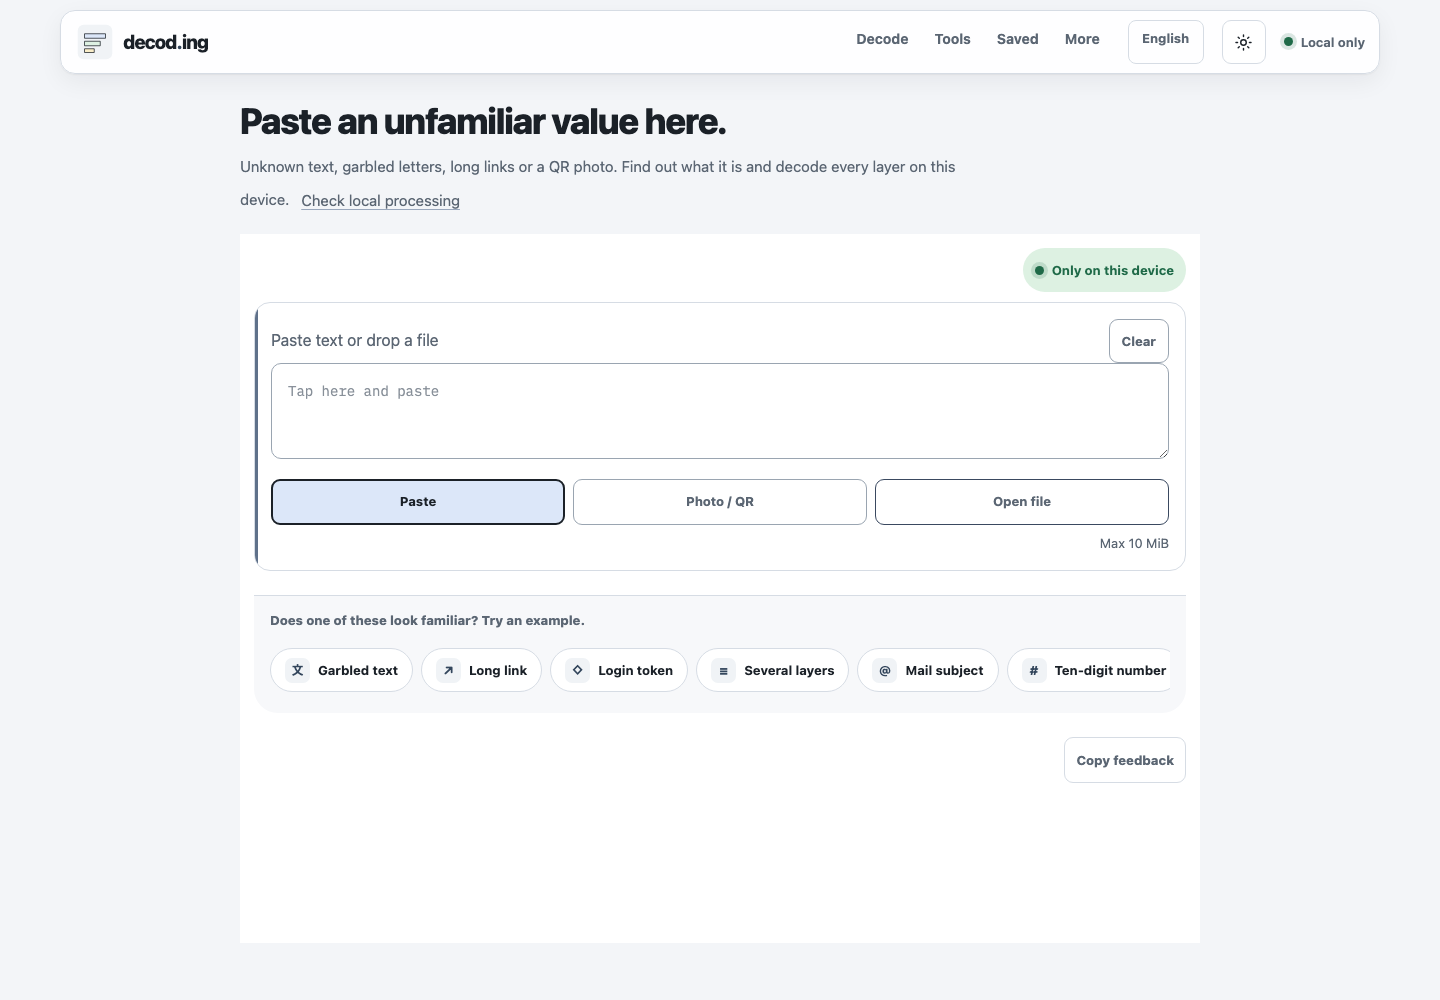 decod.ing
Decode Tools Saved More English Local only
Paste an unfamiliar value here.
Unknown text, garbled letters, long links or a QR photo. Find out what it is and decode every layer on this
device. Check local processing
Only on this device
Paste text or drop a file
Clear
Tap here and paste
Paste
Photo / QR
Open file
Max 10 MiB
Does one of these look familiar? Try an example.
文 Garbled text
Long link
Login token
Several layers
@ Mail subject
# Ten-digit number
Copy feedback